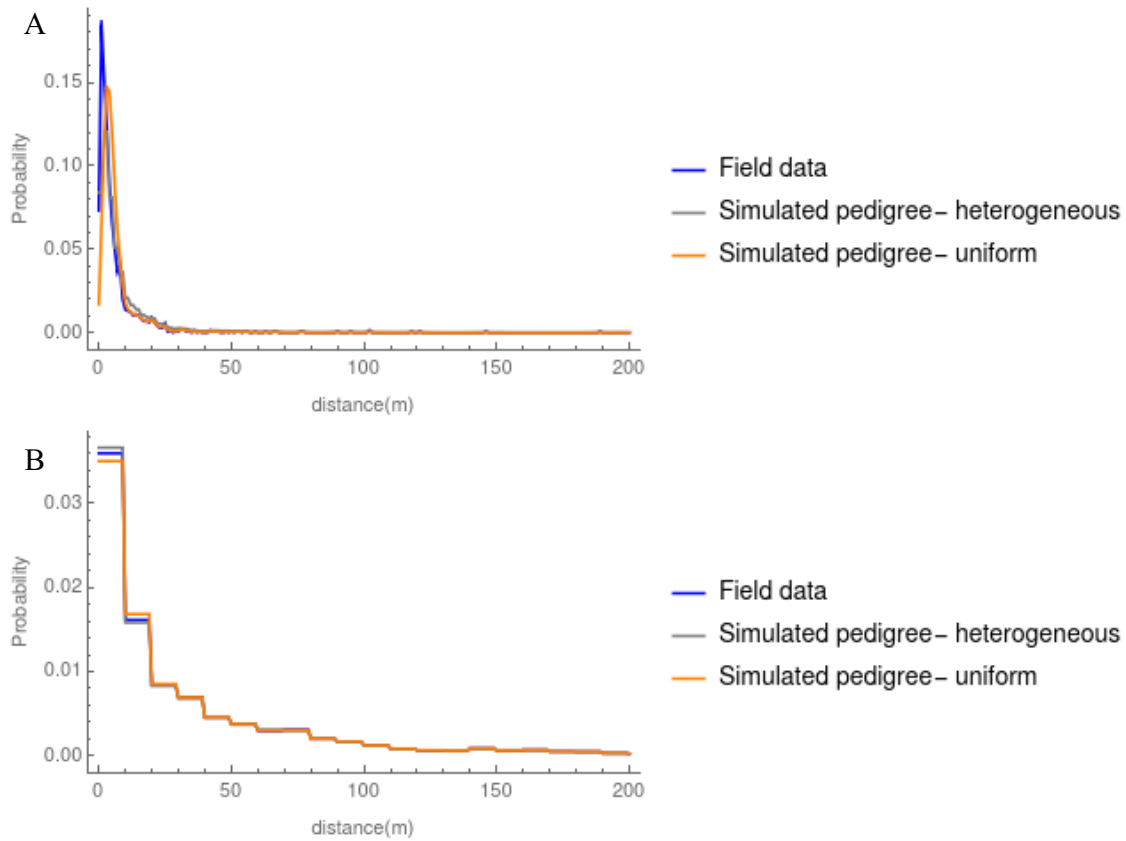 A
Probability
0.15
0.10
0.05
0.00
0
50
100
150
200
distance(m)
Field data
Simulated pedigree− heterogeneous
Simulated pedigree− uniform
B
Probability
0.03
0.02
0.01
0.00
0
50
100
150
200
distance(m)
Field data
Simulated pedigree− heterogeneous
Simulated pedigree− uniform